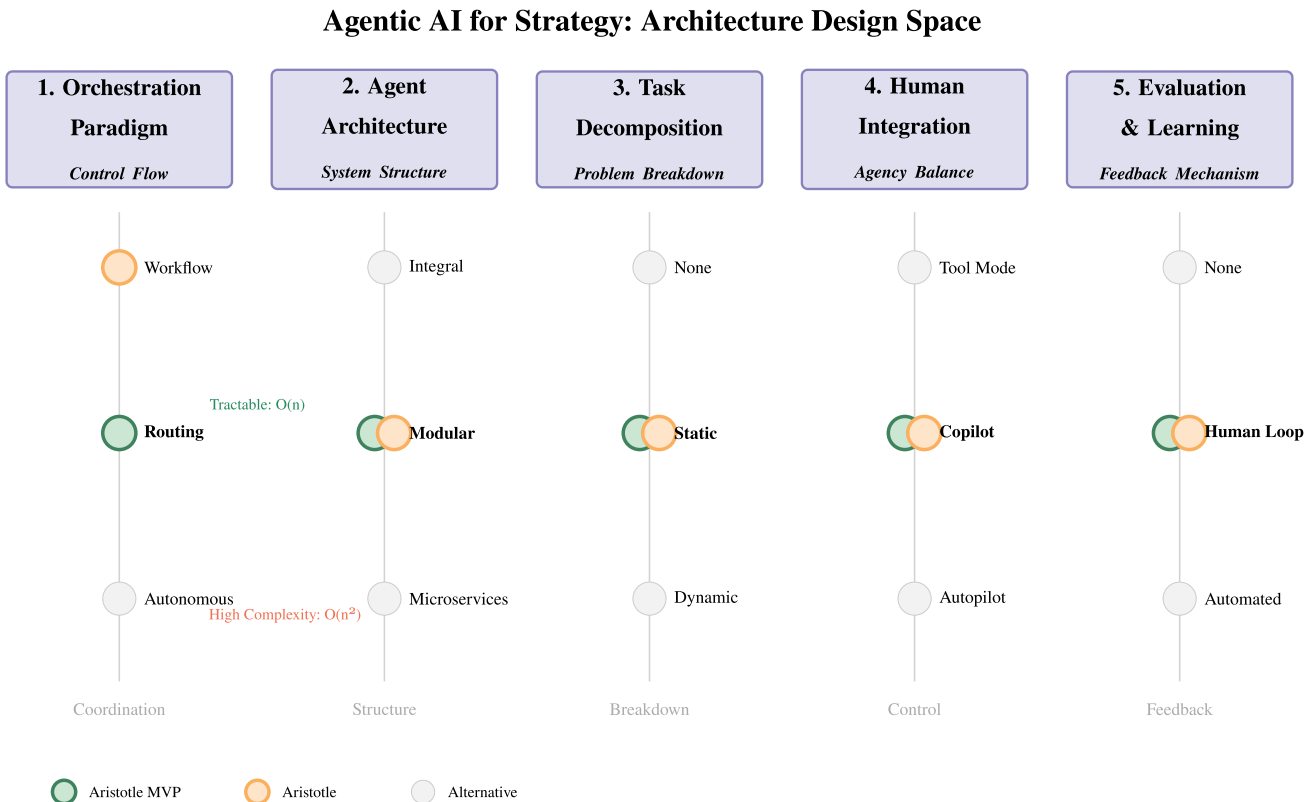 Agentic AI for Strategy: Architecture Design Space
1. Orchestration
Paradigm
Control Flow
2. Agent
Architecture
System Structure
3. Task
Decomposition
Problem Breakdown
4. Human
Integration
Agency Balance
5. Evaluation
& Learning
Feedback Mechanism
Workflow
Integral
None
Tool Mode
None
Tractable: O(n)
Routing
Modular
Static
Copilot
Human Loop
Autonomous
Microservices
Dynamic
Autopilot
Automated
High Complexity: O(n²)
Coordination
Structure
Breakdown
Control
Feedback
Aristotle MVP
Aristotle
Alternative